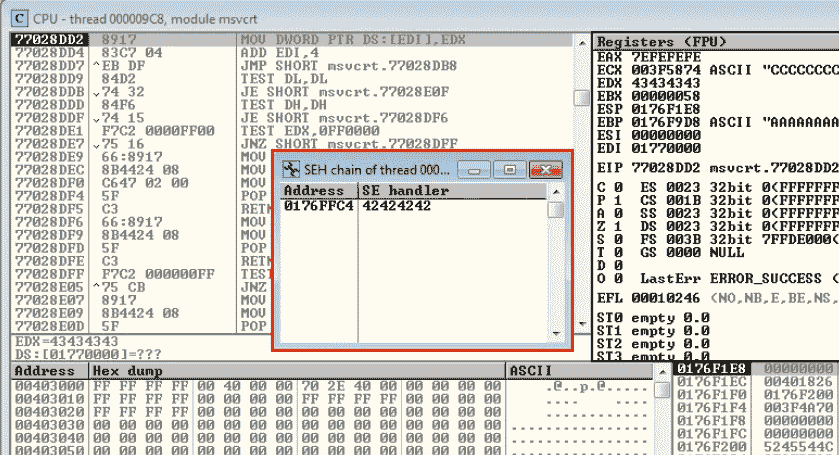 CPU - thread 000009C8, module msvcrt
77028DD2 8917 MOV DWORD PTR DS:[EDI],EDX
77028DD4 83C7 04 ADD EDI,4
77028DD7 ^EB DF JMP SHORT msvcrt.77028DB8
77028DD9 84D2 TEST DL,DL
77028DDB ⌄74 32 JE SHORT msvcrt.77028E0F
77028DDD 84F6 TEST DH,DH
77028DDF ⌄74 15 JE SHORT msvcrt.77028DF6
77028DE1 F7C2 0000FF00 TEST EDX,0FF0000
77028DE7 ⌄75 16 JNZ SHORT msvcrt.77028DFF
77028DE9 66:8917 MOV
77028DEC 8B4424 08 MOV
77028DF0 C647 02 00 MOV
77028DF4 5F POP
77028DF5 C3 RETN
77028DF6 66:8917 MOV
77028DF9 8B4424 08 MOV
77028DFD 5F POP
77028DFE C3 RETN
77028DFF F7C2 000000FF TEST
77028E05 ^75 CB JNZ
77028E07 8917 MOV
77028E09 8B4424 08 MOV
77028E0D 5F POP
EDX=43434343
DS:[01770000]=???
SEH chain of thread 000...
Address SE handler
0176FFC4 42424242
Registers (FPU)
EAX 7EFEFEFE
ECX 003F5874 ASCII "CCCCCCCC
EDX 43434343
EBX 00000058
ESP 0176F1E8
EBP 0176F9D8 ASCII "AAAAAAAA
ESI 00000000
EDI 01770000
EIP 77028DD2 msvcrt.77028DD2
C 0 ES 0023 32bit 0(FFFFFFF
P 1 CS 001B 32bit 0(FFFFFFF
A 0 SS 0023 32bit 0(FFFFFFF
Z 1 DS 0023 32bit 0(FFFFFFF
S 0 FS 003B 32bit 7FFDE000(
T 0 GS 0000 NULL
D 0
O 0 LastErr ERROR_SUCCESS (
EFL 00010246 (NO,NB,E,BE,NS,
ST0 empty 0.0
ST1 empty 0.0
ST2 empty 0.0
ST3 empty 0.0
Address Hex dump ASCII
00403000 FF FF FF FF 00 40 00 00 70 2E 40 00 00 00 00 00 .@..p.@.....
00403010 FF FF FF FF 00 00 00 00 FF FF FF FF 00 00 00 00 .... ....
00403020 FF FF FF FF 00 00 00 00 00 00 00 00 00 00 00 00 ............
00403030 00 00 00 00 00 00 00 00 00 00 00 00 00 00 00 00 ................
00403040 00 00 00 00 00 00 00 00 00 00 00 00 00 00 00 00 ................
00403050 00 00 00 00 00 00 00 00 00 00 00 00 00 00 00 00 ................
0176F1E8 00000000
0176F1EC 00401826
0176F1F0 0176F200
0176F1F4 003F4A70
0176F1F8 00000000
0176F1FC 00000000
0176F200 5245544C